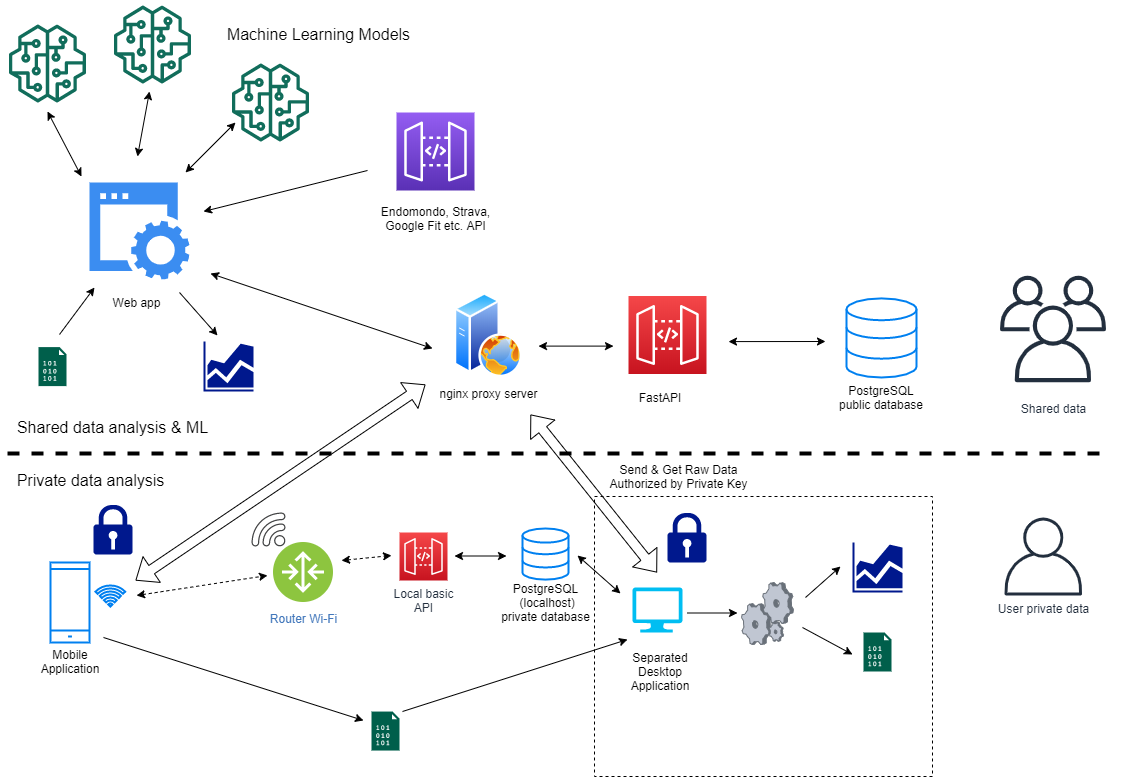 Machine Learning Models
Endomondo, Strava,
Google Fit etc. API
Web app
101
010
101
nginx proxy server
FastAPI
PostgreSQL
public database
Shared data
Shared data analysis & ML
Private data analysis
Send & Get Raw Data
Authorized by Private Key
Mobile
Application
Router Wi-Fi
Local basic
API
PostgreSQL
(localhost)
private database
Separated
Desktop
Application
101
010
101
User private data
101
010
101